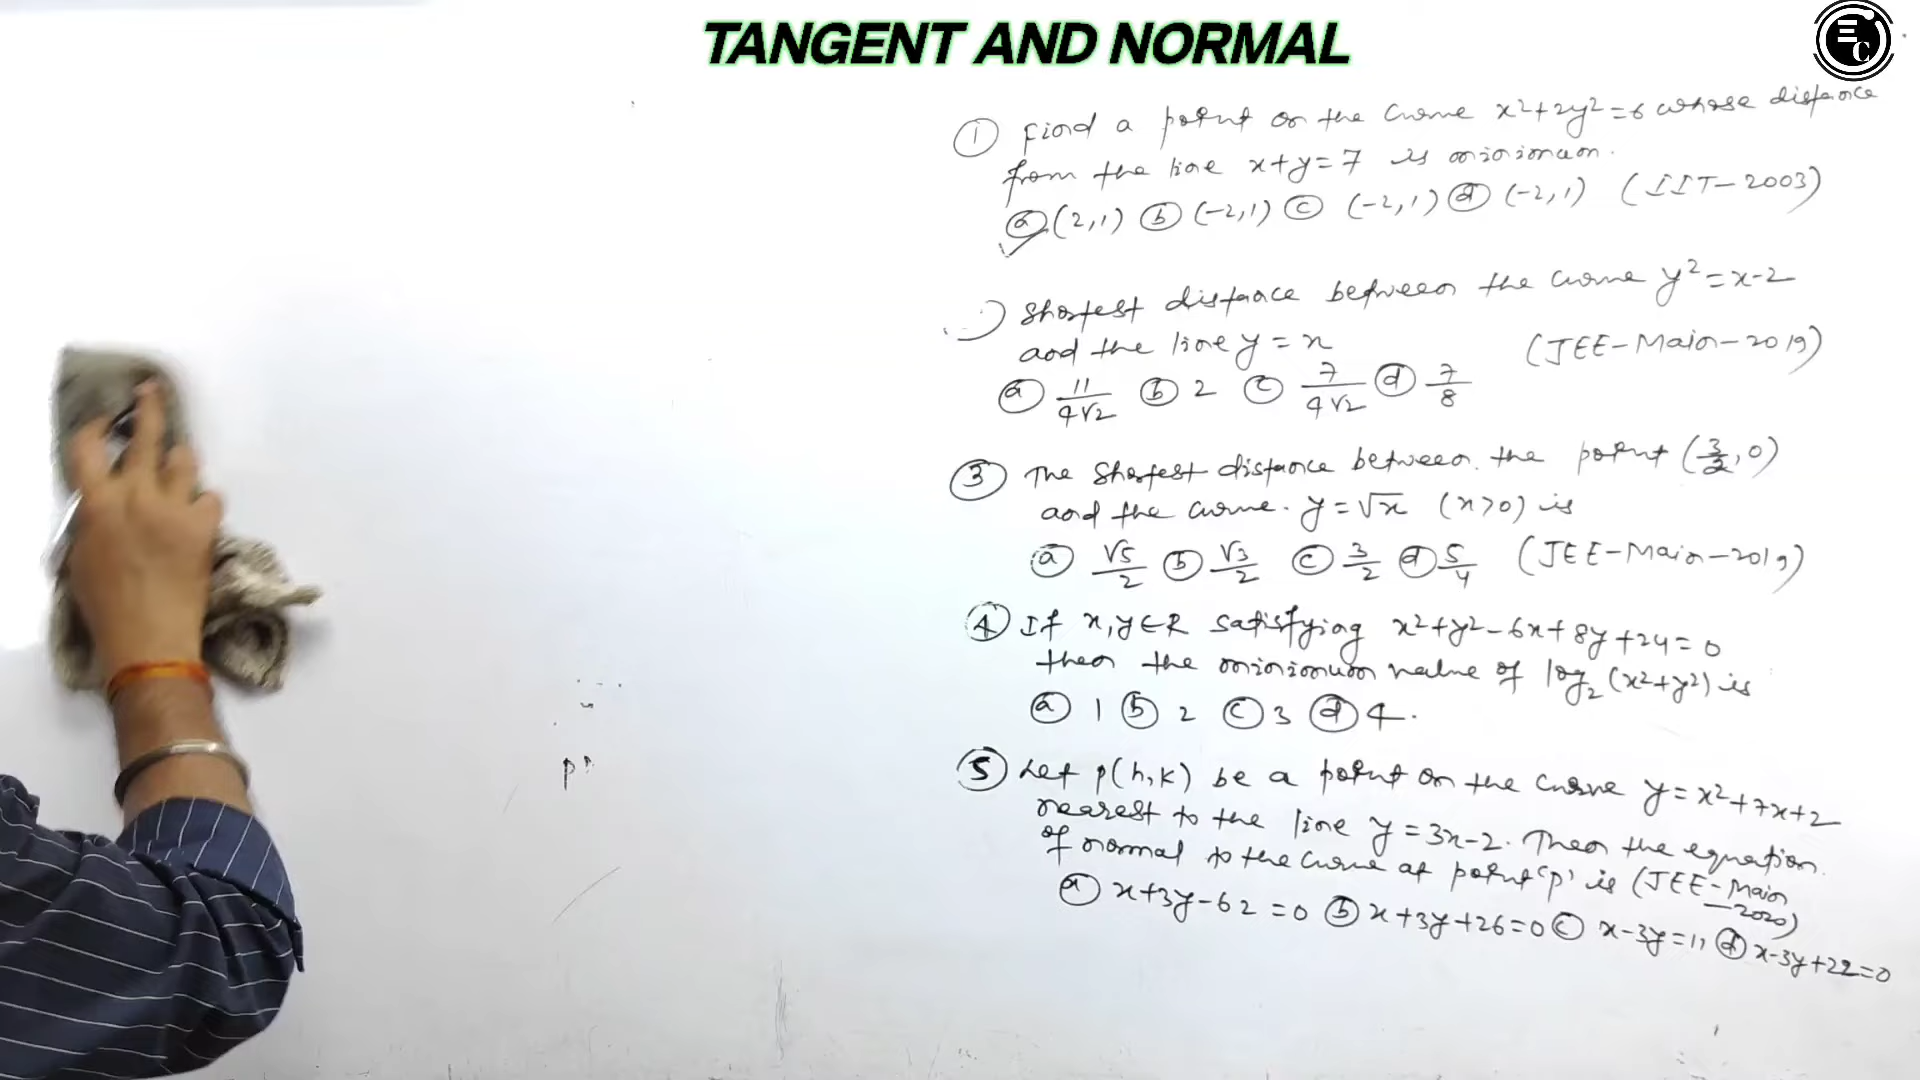 TANGENT AND NORMAL
EC
① Find a point on the curve x²+2y²=6 whose distance
from the line x+y=7 is minimum.
ⓐ (2,1) ⓑ (-2,1) ⓒ (-2,1) ⓓ (-2,1) (IIT-2003)
Shortest distance between the curve y²=x-2
and the line y=x (JEE-Main-2019)
ⓐ 11/4√2 ⓑ 2 ⓒ 7/4√2 ⓓ 7/8
③ The shortest distance between the point (3/2,0)
and the curve y=√x (x>0) is
ⓐ √5/2 ⓑ √3/2 ⓒ 3/2 ⓓ 5/4 (JEE-Main-2019)
④ If x,y∈R satisfying x²+y²-6x+8y+24=0
then the minimum value of log₂(x²+y²) is
ⓐ 1 ⓑ 2 ⓒ 3 ⓓ 4.
⑤ Let p(h,k) be a point on the curve y=x²+7x+2
nearest to the line y=3x-2. Then the equation
of normal to the curve at point 'p' is (JEE-Main
-2020)
ⓐ x+3y-62=0 ⓑ x+3y+26=0 ⓒ x-3y=11 ⓓ x-3y+22=0